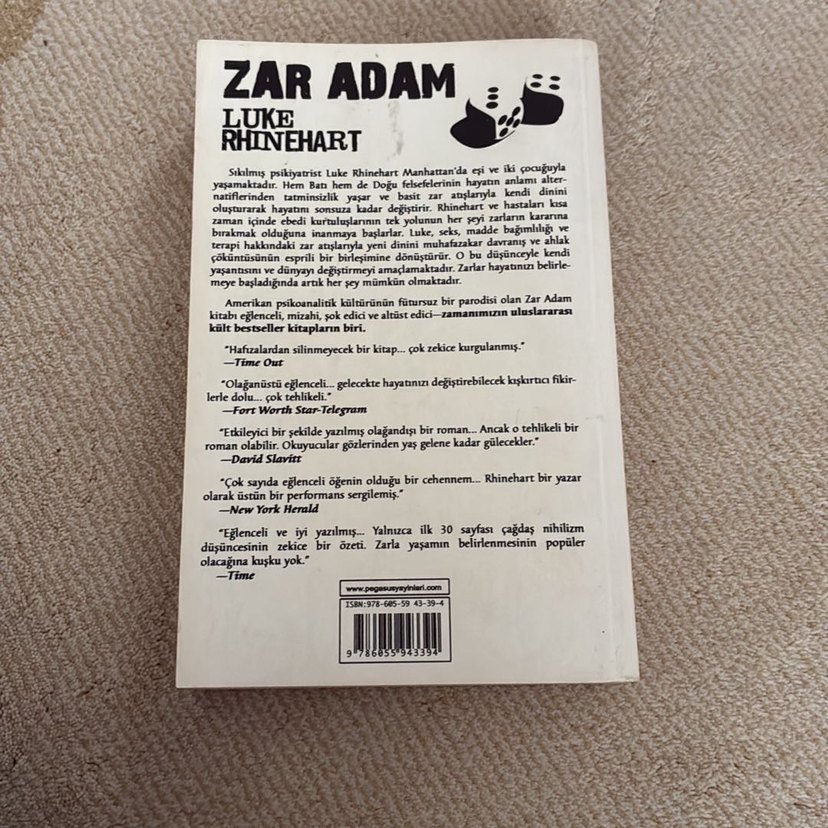 ZAR ADAM
LUKE
RHINEHART
Sıkılmış psikiyatrist Luke Rhinehart Manhattan'da eşi ve iki çocuğuyla
yaşamaktadır. Hem Batı hem de Doğu felsefelerinin hayatın anlamı alter-
natiflerinden tatminsizlik yaşar ve basit zar atışlarıyla kendi dinini
oluşturarak hayatını sonsuza kadar değiştirir. Rhinehart ve hastaları kısa
zaman içinde ebedi kurtuluşlarının tek yolunun her şeyi zarların kararına
bırakmak olduğuna inanmaya başlarlar. Luke, seks, madde bağımlılığı ve
terapi hakkındaki zar atışlarıyla yeni dinini muhafazakar davranış ve ahlak
çöküntüsünün esprili bir birleşimine dönüştürür. O bu düşünceyle kendi
yaşantısını ve dünyayı değiştirmeyi amaçlamaktadır. Zarlar hayatınızı belirle-
meye başladığında artık her şey mümkün olmaktadır.
Amerikan psikoanalitik kültürünün fütursuz bir parodisi olan Zar Adam
kitabı eğlenceli, mizahi, şok edici ve altüst edici—zamanımızın uluslararası
kült bestseller kitapların biri.
"Hafızalardan silinmeyecek bir kitap... çok zekice kurgulanmış."
—Time Out
"Olağanüstü eğlenceli... gelecekte hayatınızı değiştirebilecek kışkırtıcı fikir-
lerle dolu... çok tehlikeli."
—Fort Worth Star-Telegram
"Etkileyici bir şekilde yazılmış olağandışı bir roman... Ancak o tehlikeli bir
roman olabilir. Okuyucular gözlerinden yaş gelene kadar gülecekler."
—David Slavitt
"Çok sayıda eğlenceli öğenin olduğu bir cehennem... Rhinehart bir yazar
olarak üstün bir performans sergilemiş."
—New York Herald
"Eğlenceli ve iyi yazılmış... Yalnızca ilk 30 sayfası çağdaş nihilizm
düşüncesinin zekice bir özeti. Zarla yaşamın belirlenmesinin popüler
olacağına kuşku yok."
—Time
www.pegasusyayinlari.com
ISBN:978-605-59 43-39-4
9 786055 943394